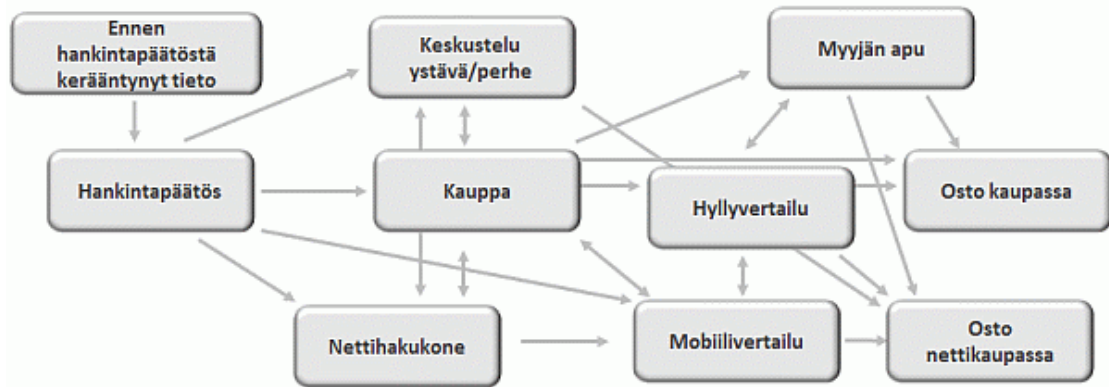 Ennen
hankintapäätöstä
kerääntynyt tieto
Keskustelu
ystävä/perhe
Myyjän apu
Hankintapäätös
Kauppa
Hyllyvertailu
Osto kaupassa
Nettihakukone
Mobiilivertailu
Osto
nettikaupassa